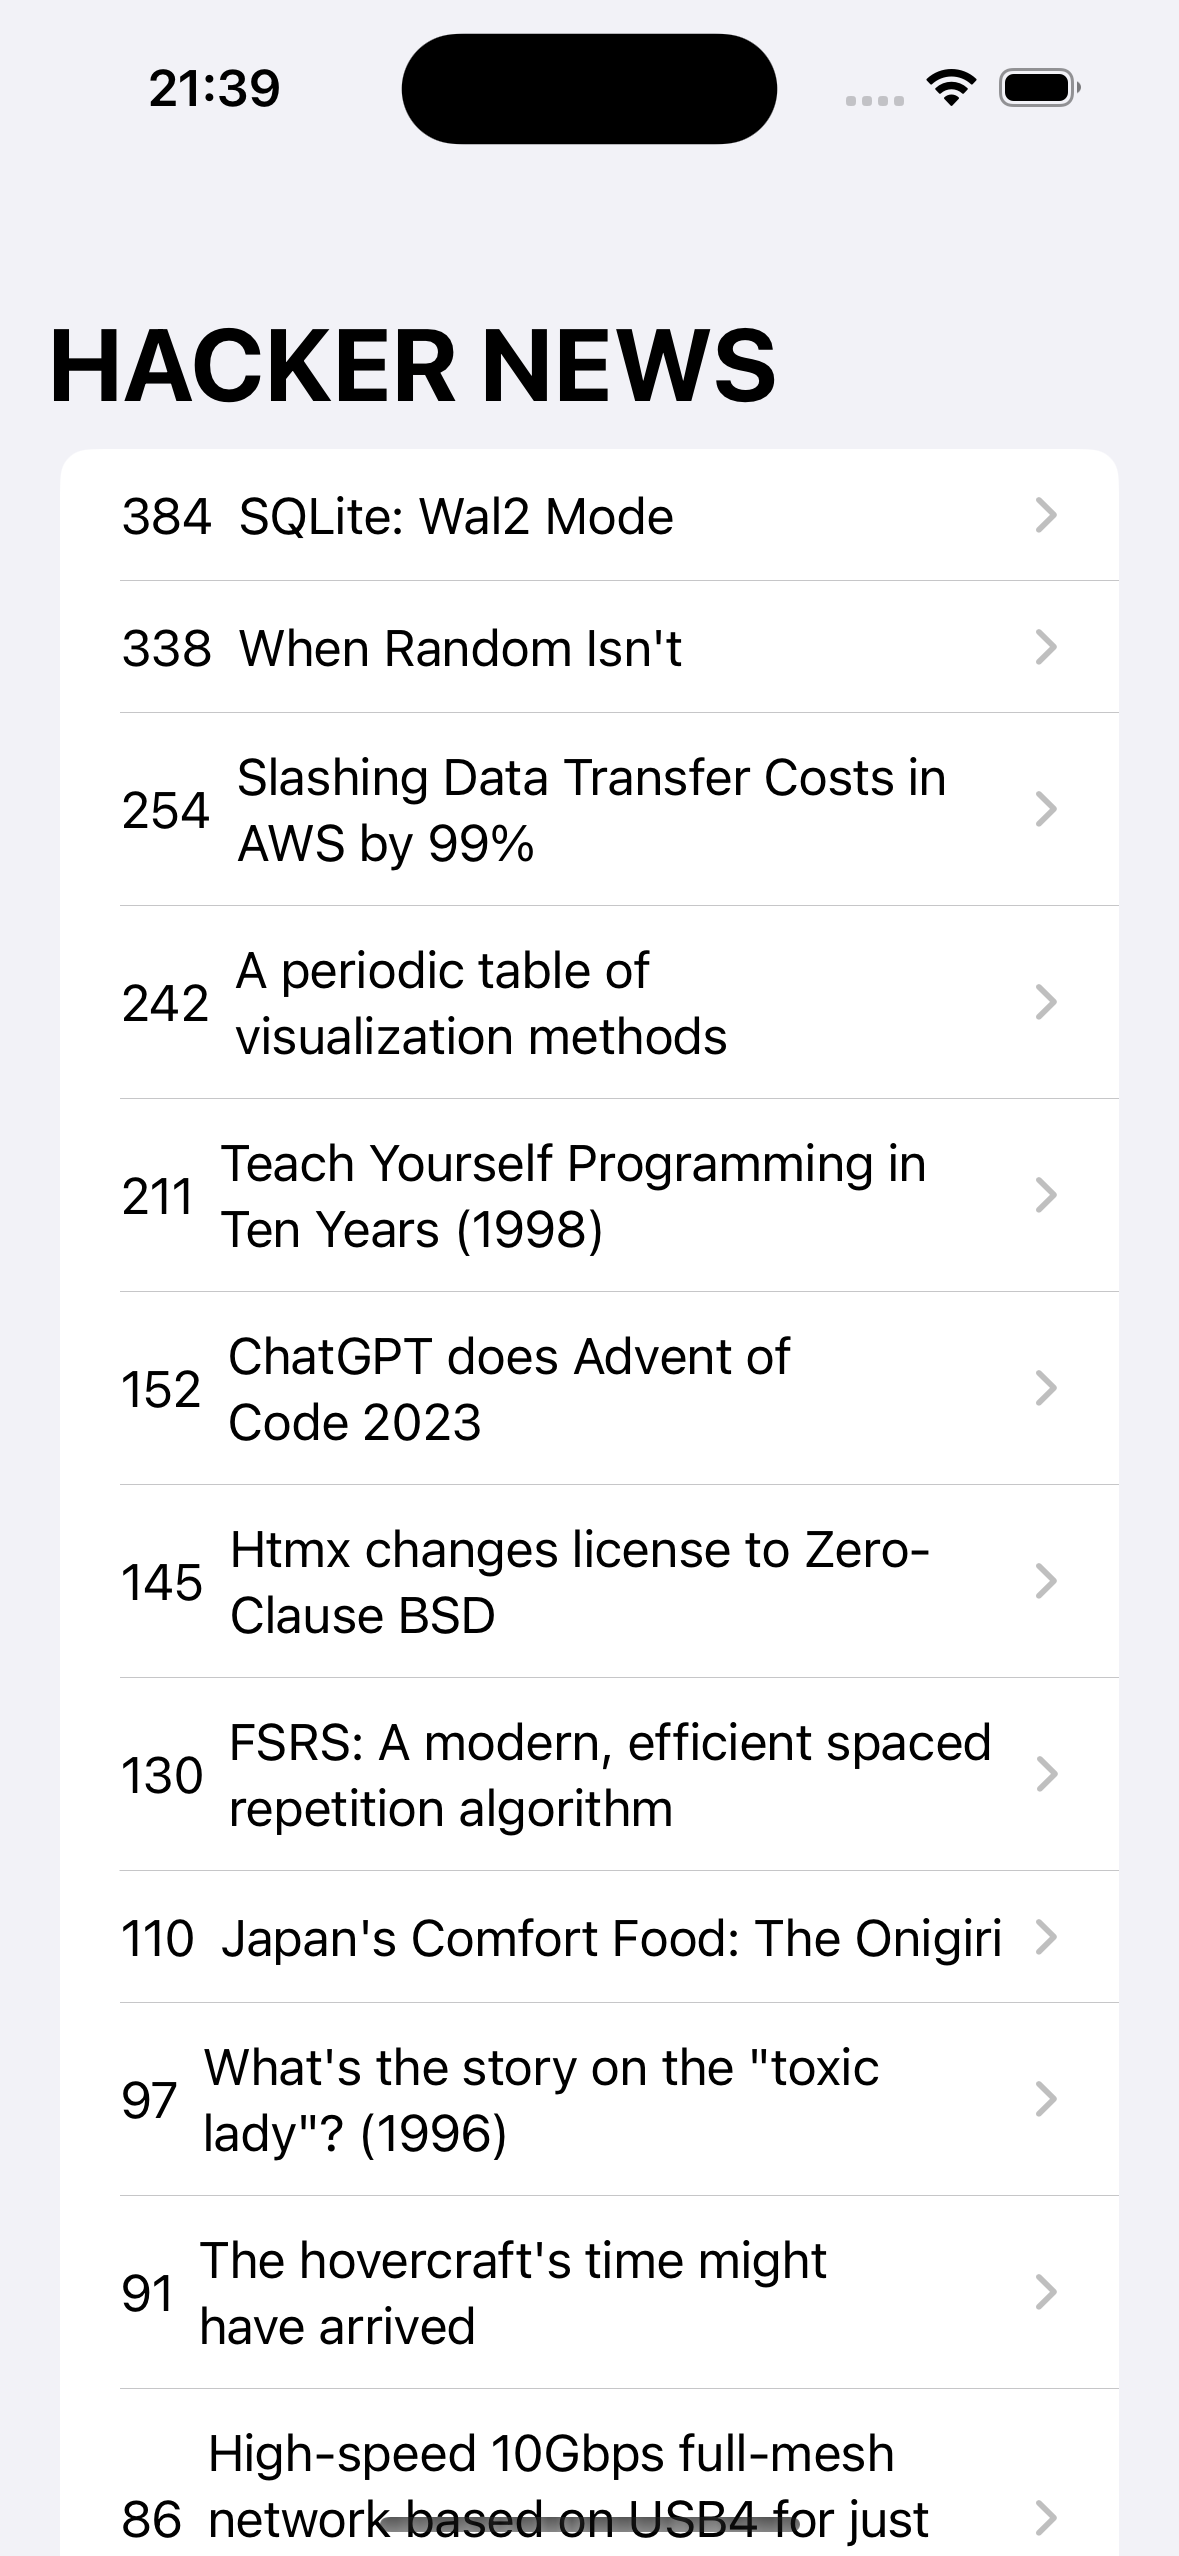 21:39
HACKER NEWS
384 SQLite: Wal2 Mode
338 When Random Isn't
254 Slashing Data Transfer Costs in
AWS by 99%
242 A periodic table of
visualization methods
211 Teach Yourself Programming in
Ten Years (1998)
152 ChatGPT does Advent of
Code 2023
145 Htmx changes license to Zero-
Clause BSD
130 FSRS: A modern, efficient spaced
repetition algorithm
110 Japan's Comfort Food: The Onigiri
97 What's the story on the "toxic
lady"? (1996)
91 The hovercraft's time might
have arrived
High-speed 10Gbps full-mesh
86 network based on USB4 for just